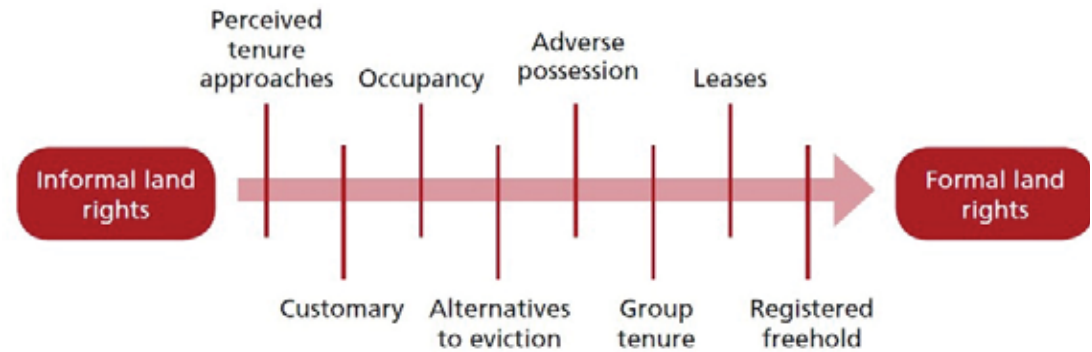 Perceived
tenure
approaches
Occupancy
Adverse
possession
Leases
Informal land
rights
Formal land
rights
Customary
Alternatives
to eviction
Group
tenure
Registered
freehold